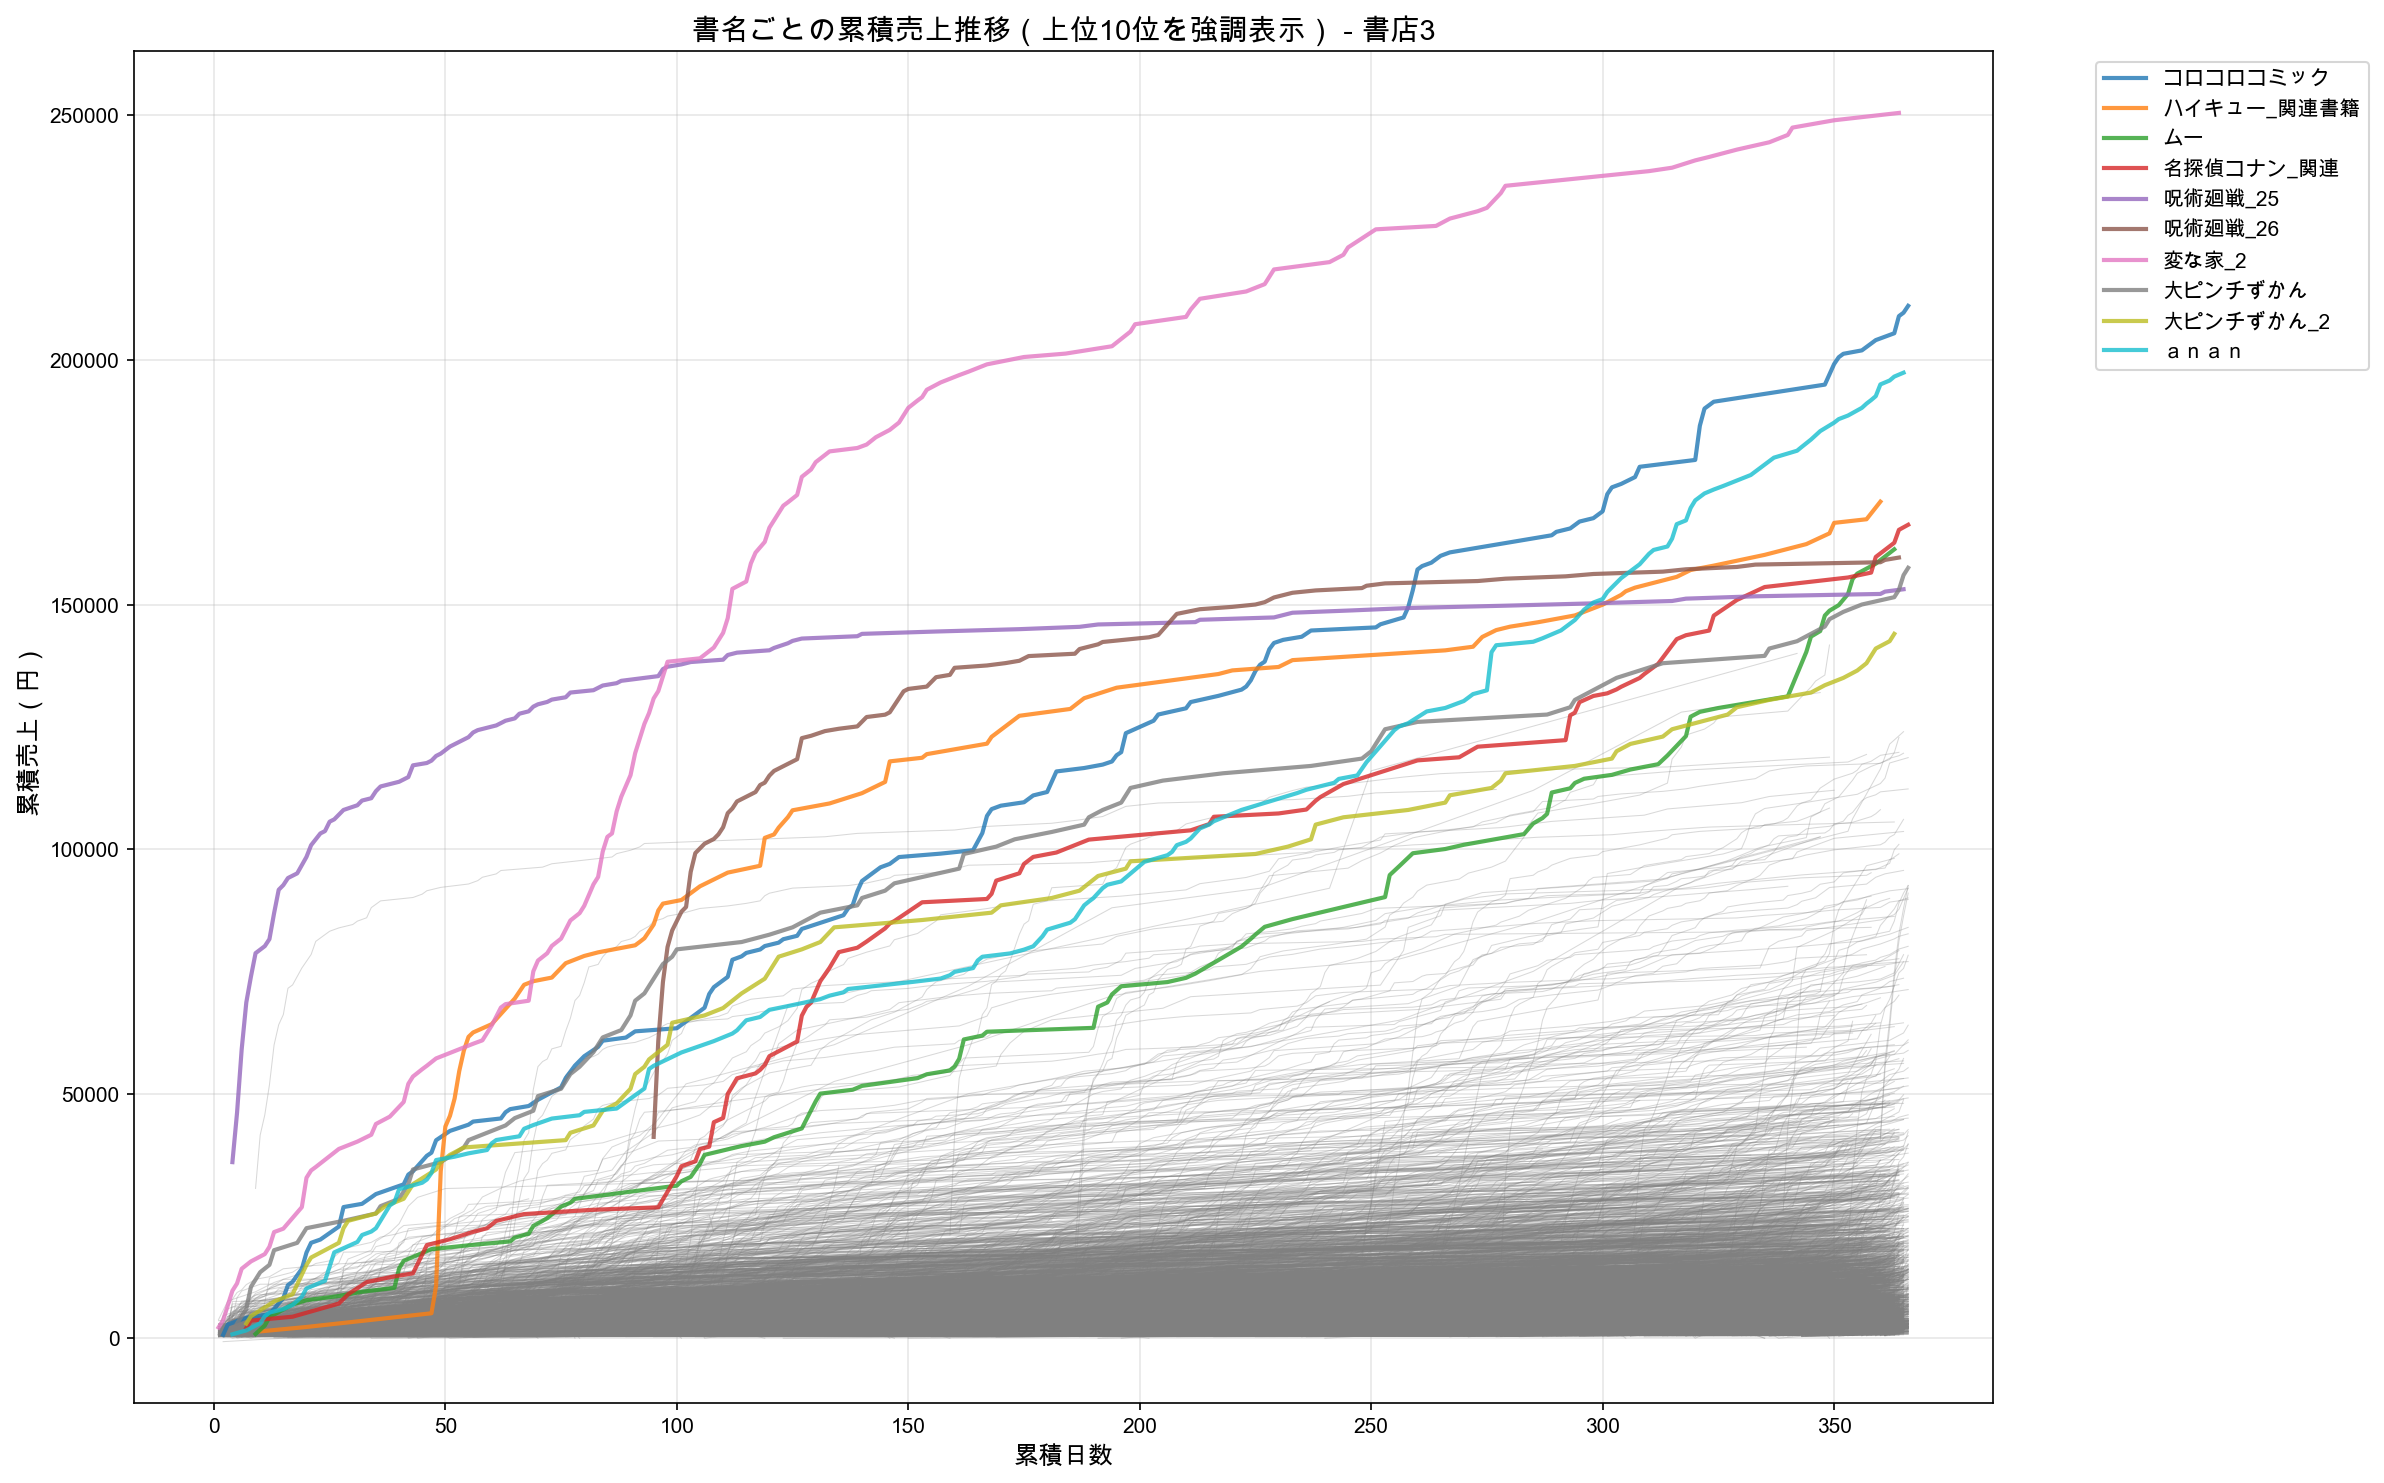 書名ごとの累積売上推移（上位10位を強調表示） - 書店3
累積売上（円）
250000
200000
150000
100000
50000
0
0 50 100 150 200 250 300 350
累積日数
コロコロコミック
ハイキュー_関連書籍
ムー
名探偵コナン_関連
呪術廻戦_25
呪術廻戦_26
変な家_2
大ピンチずかん
大ピンチずかん_2
ａｎａｎ